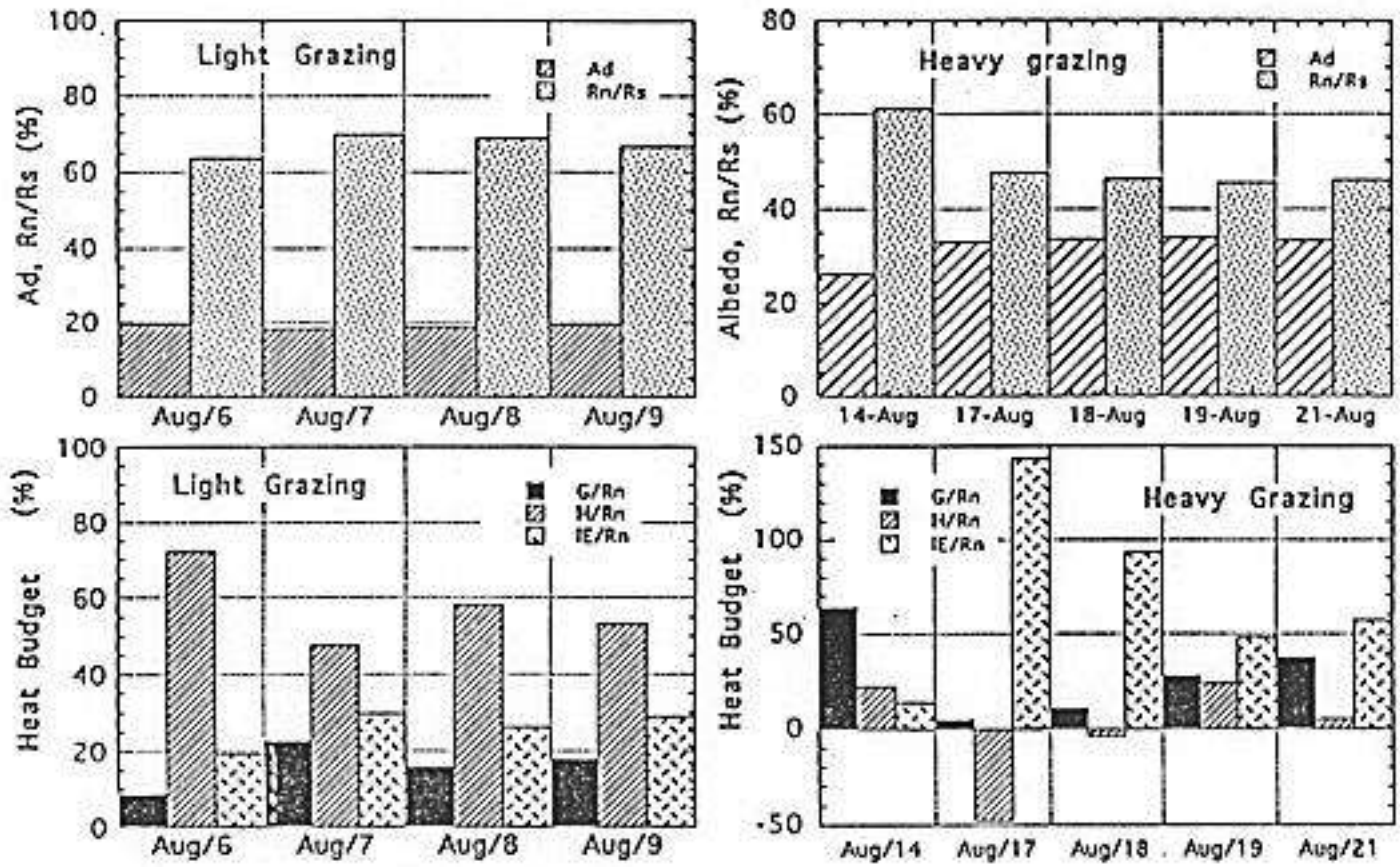 Light Grazing
Ad
Rn/Rs
Ad, Rn/Rs (%)
100
80
60
40
20
0
Aug/6 Aug/7 Aug/8 Aug/9
Heavy grazing
Ad
Rn/Rs
Albedo, Rn/Rs (%)
80
60
40
20
0
14-Aug 17-Aug 18-Aug 19-Aug 21-Aug
Light Grazing
G/Rn
H/Rn
lE/Rn
Heat Budget (%)
100
80
60
40
20
0
Aug/6 Aug/7 Aug/8 Aug/9
Heavy Grazing
G/Rn
H/Rn
lE/Rn
Heat Budget (%)
150
100
50
0
-50
Aug/14 Aug/17 Aug/18 Aug/19 Aug/21